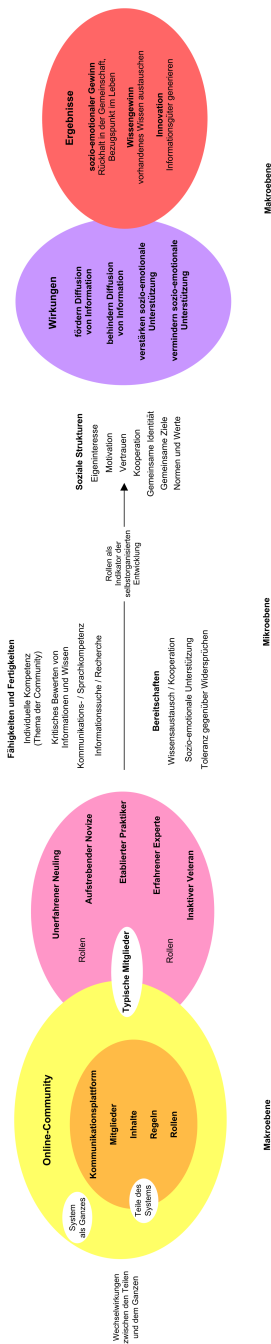 Wechselwirkungen
zwischen den Teilen
und dem Ganzen
System
als Ganzes
Online-Community
Kommunikationsplattform
Mitglieder
Inhalte
Regeln
Rollen
Teile des
Systems
Makroebene
Typische Mitglieder
Unerfahrener Neuling
Rollen
Aufstrebender Novize
Etablierter Praktiker
Erfahrener Experte
Rollen
Inaktiver Veteran
Fähigkeiten und Fertigkeiten
Individuelle Kompetenz
(Thema der Community)
Kritisches Bewerten von
Informationen und Wissen
Kommunikations- / Sprachkompetenz
Informationssuche / Recherche
Bereitschaften
Wissensaustausch / Kooperation
Sozio-emotionale Unterstützung
Toleranz gegenüber Widersprüchen
Rollen als
Indikator der
selbstorganisierten
Entwicklung
Mikroebene
Soziale Strukturen
Eigeninteresse
Motivation
Vertrauen
Kooperation
Gemeinsame Identität
Gemeinsame Ziele
Normen und Werte
Wirkungen
fördern Diffusion
von Information
behindern Diffusion
von Information
verstärken sozio-emotionale
Unterstützung
vermindern sozio-emotionale
Unterstützung
Ergebnisse
sozio-emotionaler Gewinn
Rückhalt in der Gemeinschaft,
Bezugspunkt im Leben
Wissengewinn
vorhandenes Wissen austauschen
Innovation
Informationsgüter generieren
Makroebene